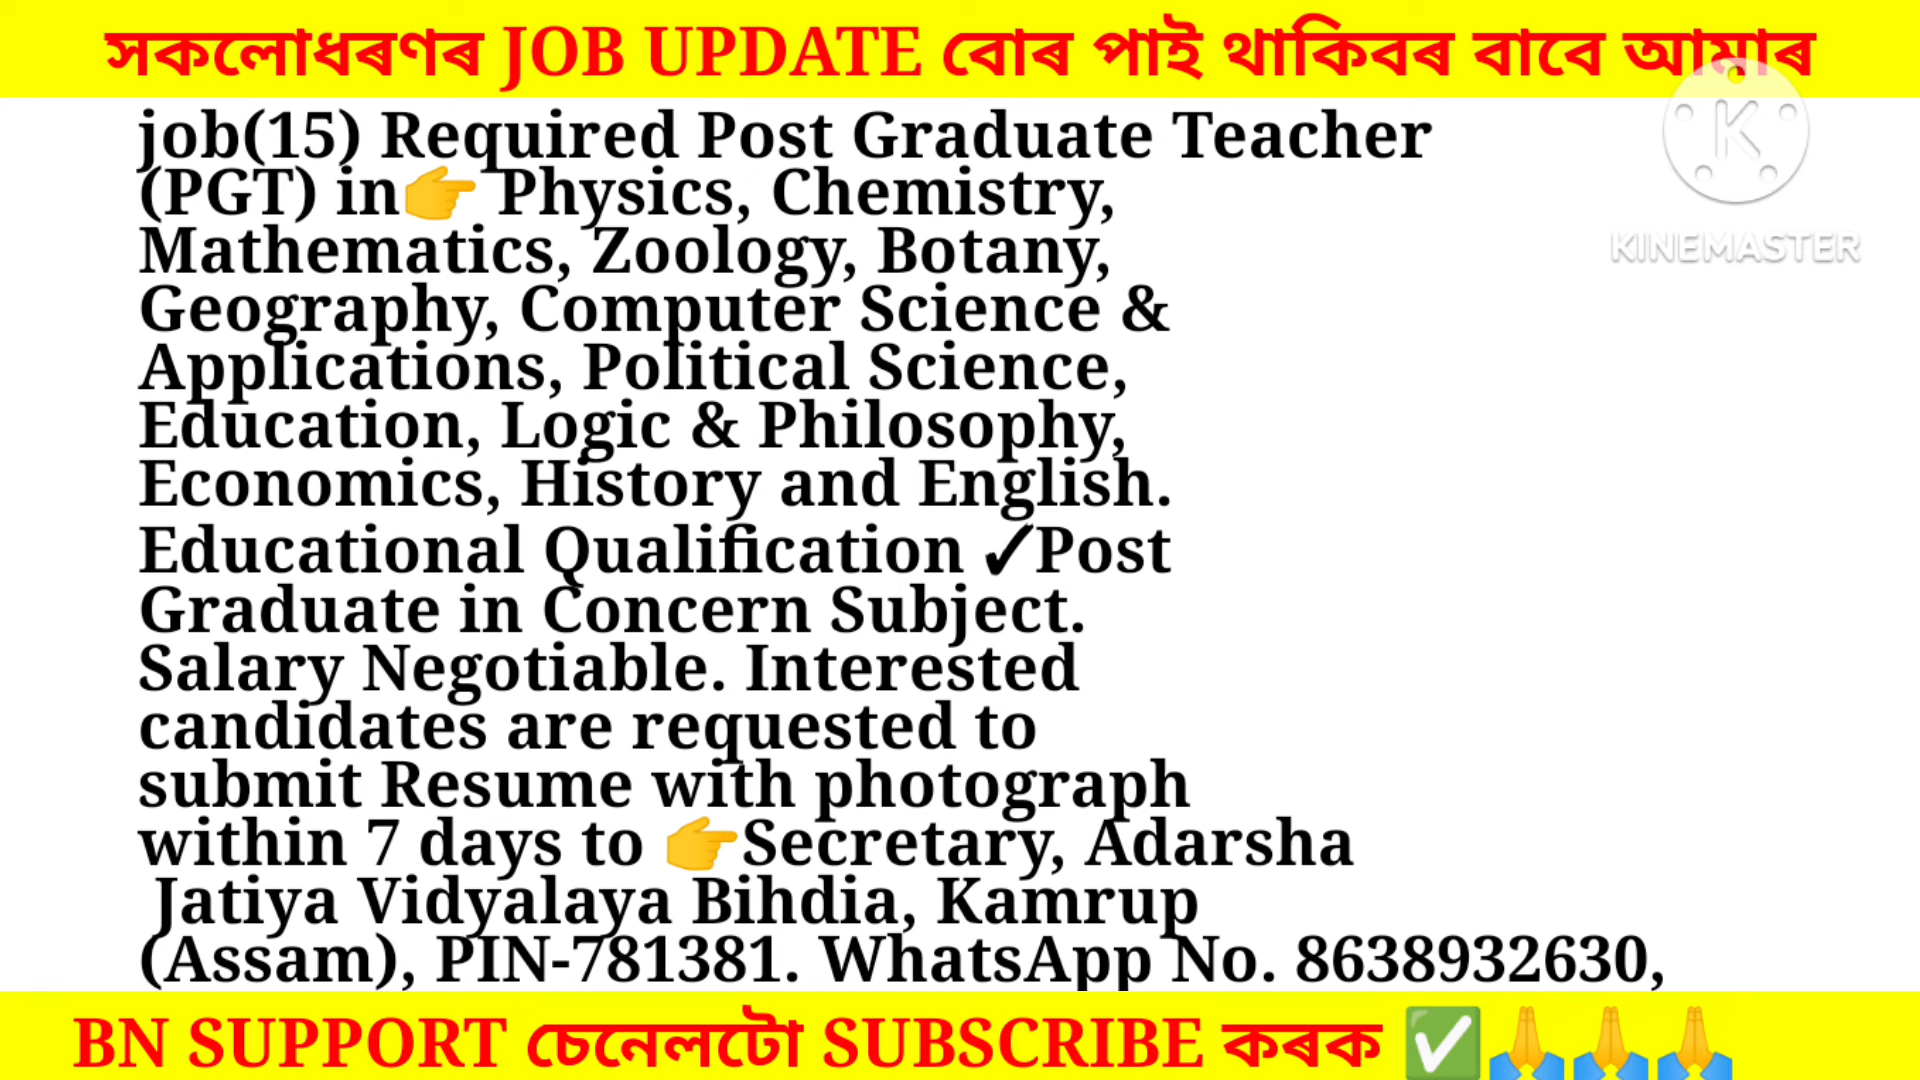 সকলোধৰণৰ JOB UPDATE বোৰ পাই থাকিবৰ বাবে আমাৰ
job(15) Required Post Graduate Teacher
(PGT) in👉 Physics, Chemistry,
Mathematics, Zoology, Botany,
Geography, Computer Science &
Applications, Political Science,
Education, Logic & Philosophy,
Economics, History and English.
Educational Qualification ✓Post
Graduate in Concern Subject.
Salary Negotiable. Interested
candidates are requested to
submit Resume with photograph
within 7 days to 👉Secretary, Adarsha
Jatiya Vidyalaya Bihdia, Kamrup
(Assam), PIN-781381. WhatsApp No. 8638932630,
K
KINEMASTER
BN SUPPORT চেনেলটো SUBSCRIBE কৰক ✅🙏🙏🙏